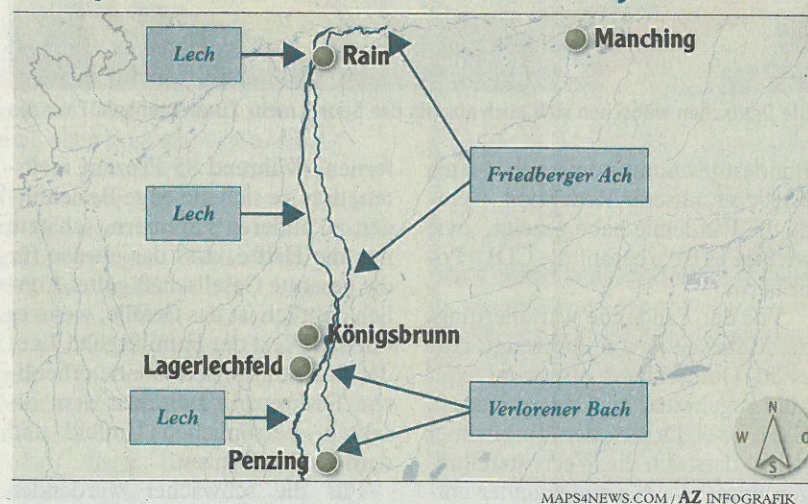 Lech
Rain
Manching
Friedberger Ach
Lech
Königsbrunn
Lagerlechfeld
Lech
Verlorener Bach
Penzing
N
W O
S
MAPS4NEWS.COM / AZ INFOGRAFIK